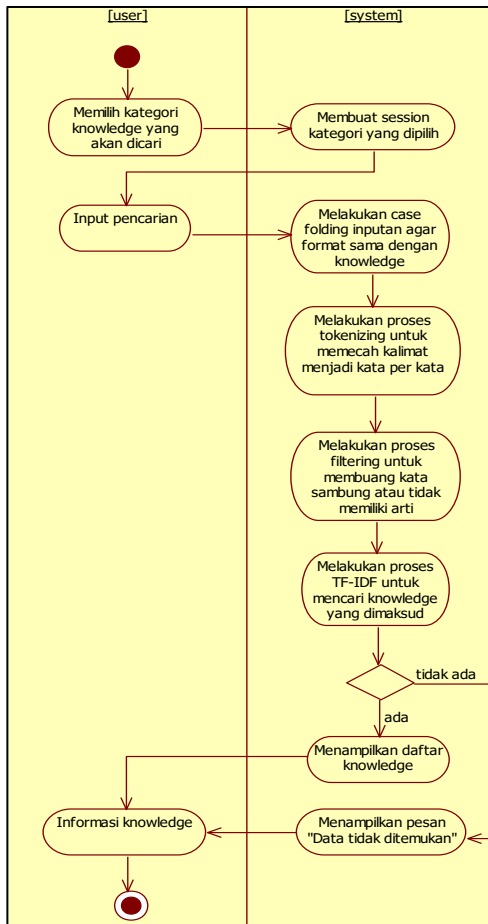 [user]
[system]
Memilih kategori
knowledge yang
akan dicari
Membuat session
kategori yang dipilih
Input pencarian
Melakukan case
folding inputan agar
format sama dengan
knowledge
Melakukan proses
tokenizing untuk
memecah kalimat
menjadi kata per kata
Melakukan proses
filtering untuk
membuang kata
sambung atau tidak
memiliki arti
Melakukan proses
TF-IDF untuk
mencari knowledge
yang dimaksud
tidak ada
ada
Menampilkan daftar
knowledge
Informasi knowledge
Menampilkan pesan
"Data tidak ditemukan"